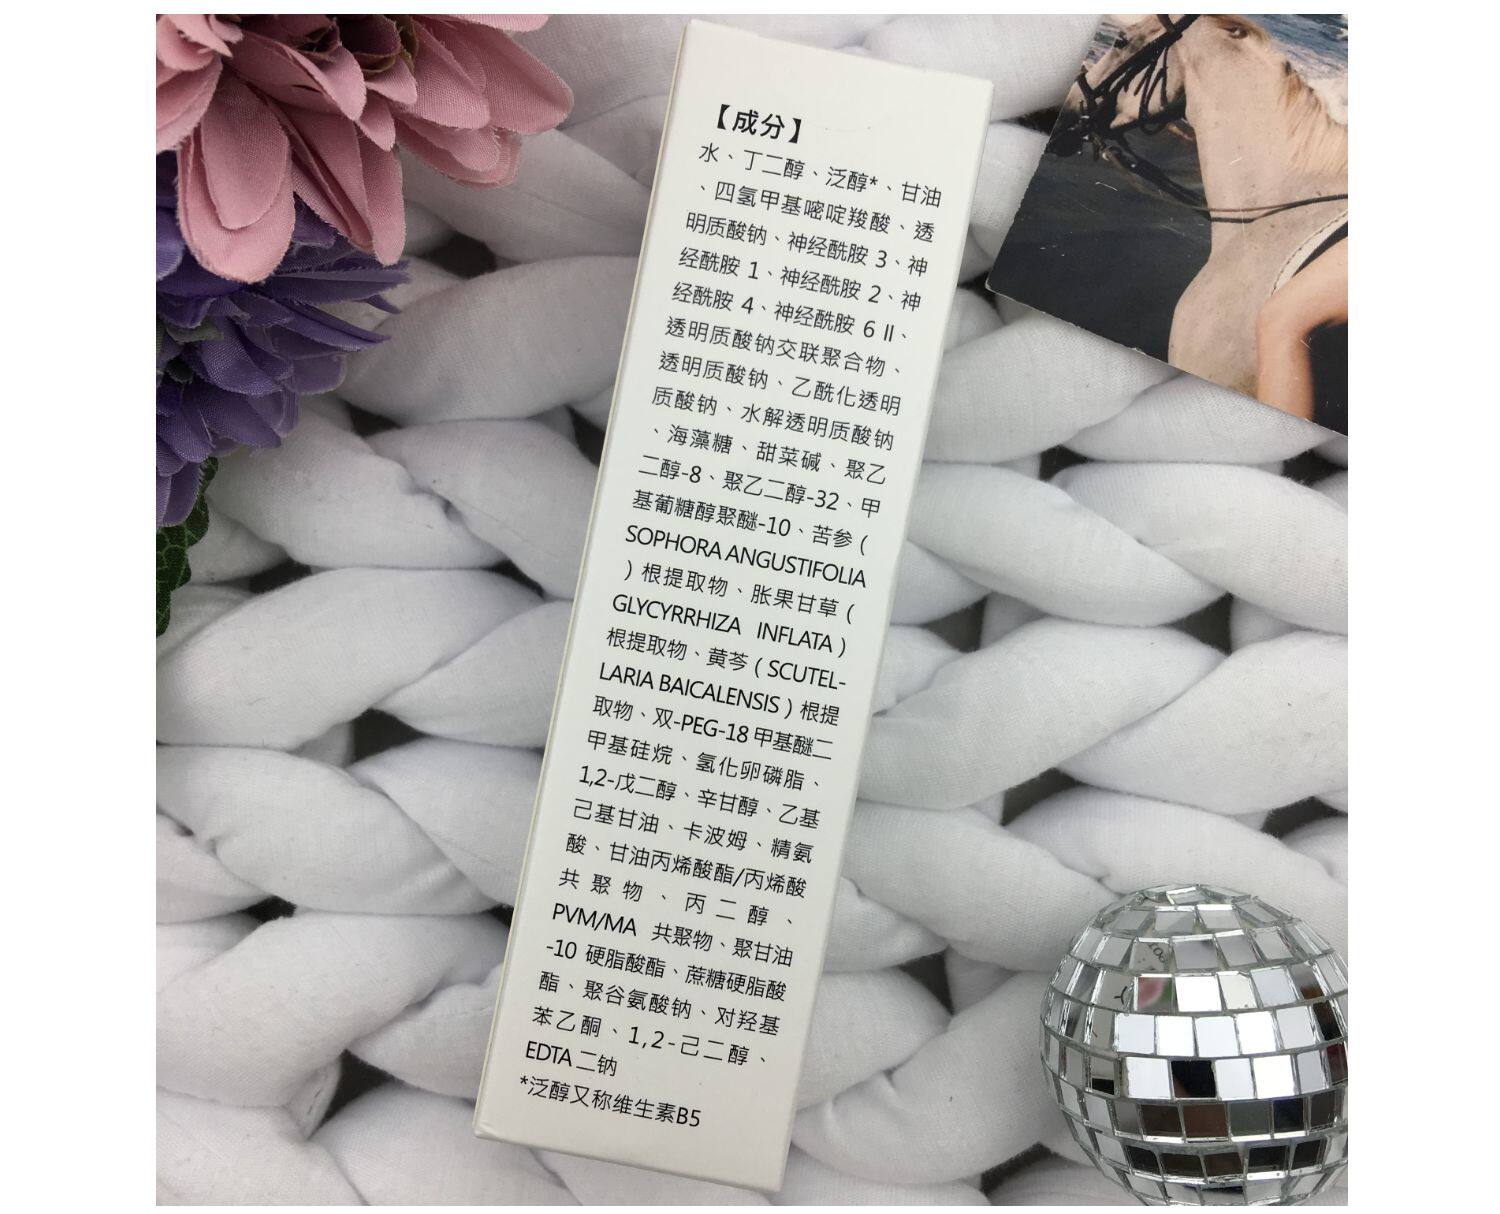 【成分】
水、丁二醇、泛醇*、甘油
、四氢甲基嘧啶羧酸、透
明质酸钠、神经酰胺 3、神
经酰胺 1、神经酰胺 2、神
经酰胺 4、神经酰胺 6 II、
透明质酸钠交联聚合物、
透明质酸钠、乙酰化透明
质酸钠、水解透明质酸钠
、海藻糖、甜菜碱、聚乙
二醇-8、聚乙二醇-32、甲
基葡糖醇聚醚-10、苦参（
SOPHORA ANGUSTIFOLIA
）根提取物、胀果甘草（
GLYCYRRHIZA INFLATA）
根提取物、黄芩（SCUTEL-
LARIA BAICALENSIS）根提
取物、双-PEG-18 甲基醚二
甲基硅烷、氢化卵磷脂、
1,2-戊二醇、辛甘醇、乙基
己基甘油、卡波姆、精氨
酸、甘油丙烯酸酯/丙烯酸
共聚物、丙二醇、
PVM/MA 共聚物、聚甘油
-10 硬脂酸酯、蔗糖硬脂酸
酯、聚谷氨酸钠、对羟基
苯乙酮、1,2-己二醇、
EDTA 二钠
*泛醇又称维生素B5